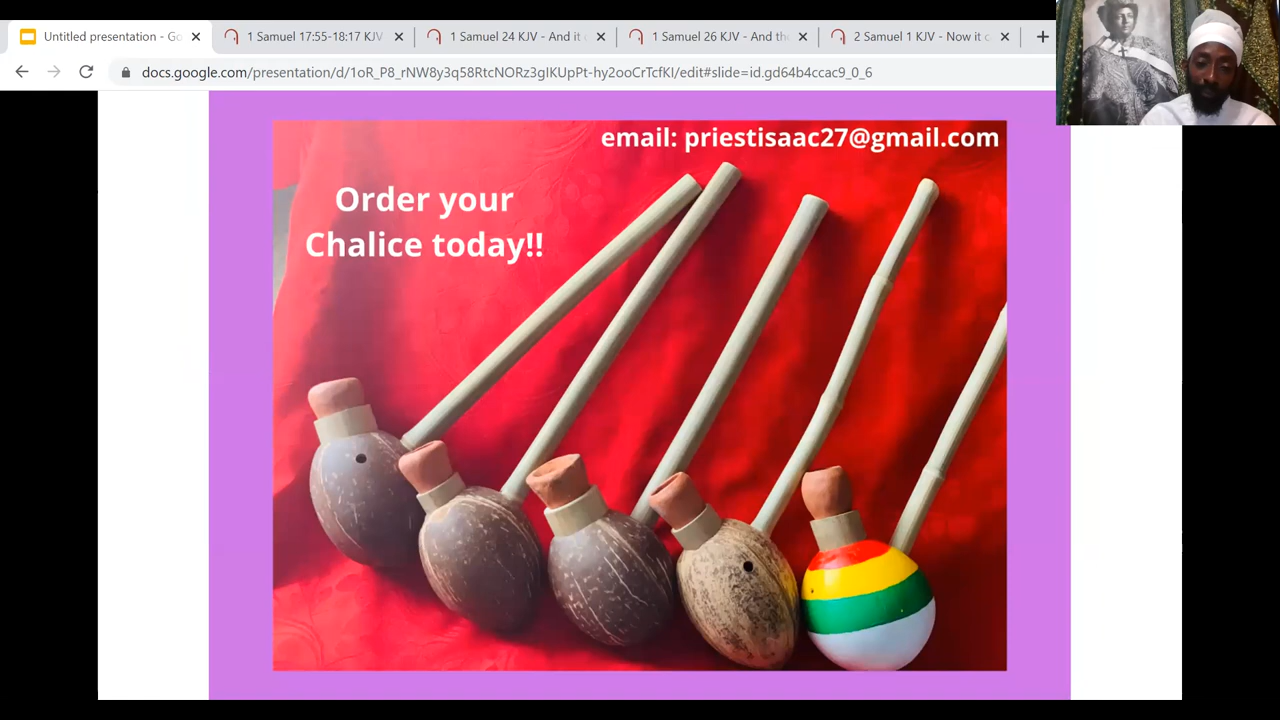 Untitled presentation - Go
1 Samuel 17:55-18:17 KJV
1 Samuel 24 KJV - And it c
1 Samuel 26 KJV - And the
2 Samuel 1 KJV - Now it c
docs.google.com/presentation/d/1oR_P8_rNW8y3q58RtcNORz3gIKUpPt-hy2ooCrTcfKI/edit#slide=id.gd64b4ccac9_0_6
email: priestisaac27@gmail.com
Order your
Chalice today!!